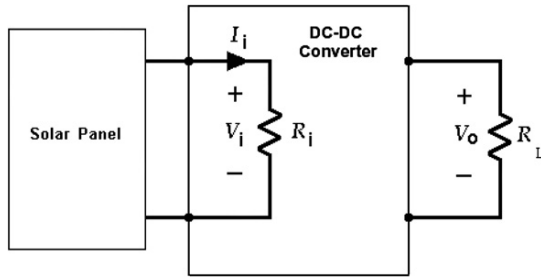 Solar Panel
I i
+
V i
−
R i
DC-DC
Converter
+
V o
−
R L